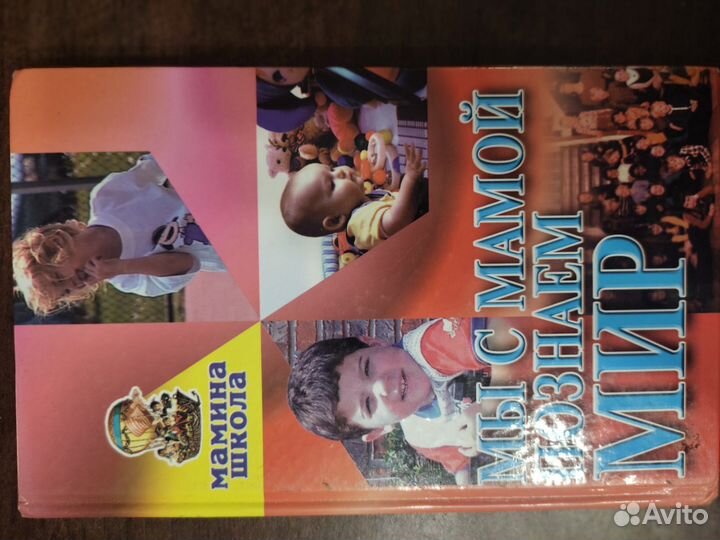 мамина
школа
МЫ С МАМОЙ
ПОЗНАЕМ
МИР
Avito